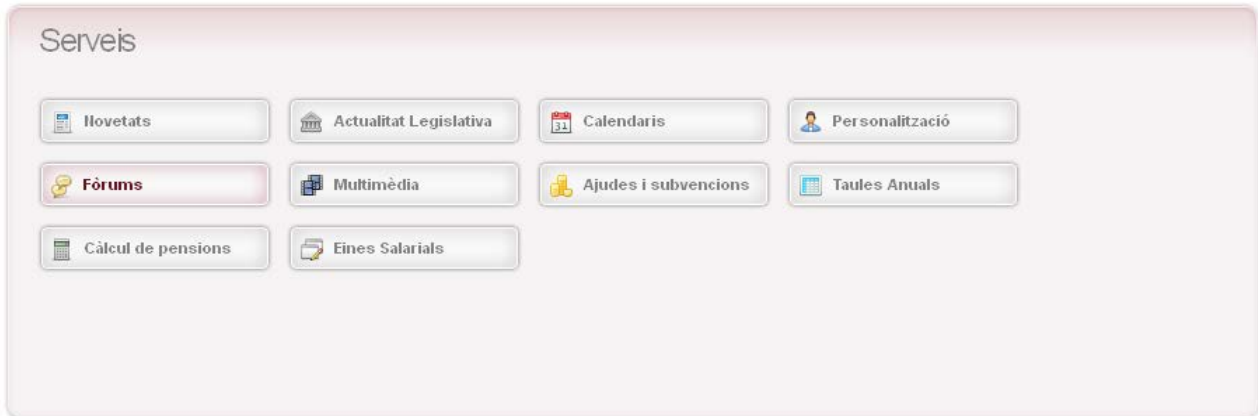 Serveis
Novetats
Actualitat Legislativa
Calendaris
Personalització
Fòrums
Multimèdia
Ajudes i subvencions
Taules Anuals
Càlcul de pensions
Eines Salarials